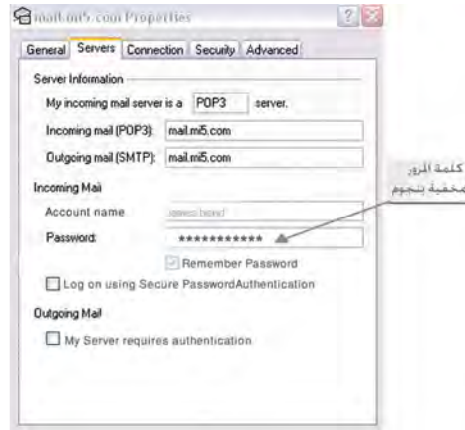 mail.mi5.com Properties
General Servers Connection Security Advanced
Server Information
My incoming mail server is a POP3 server.
Incoming mail (POP3): mail.mi5.com
Outgoing mail (SMTP): mail.mi5.com
Incoming Mail
Account name james.bond
Password: ***********
Remember Password
Log on using Secure PasswordAuthentication
Outgoing Mail
My Server requires authentication
كلمة المرور
مخفية بنجوم